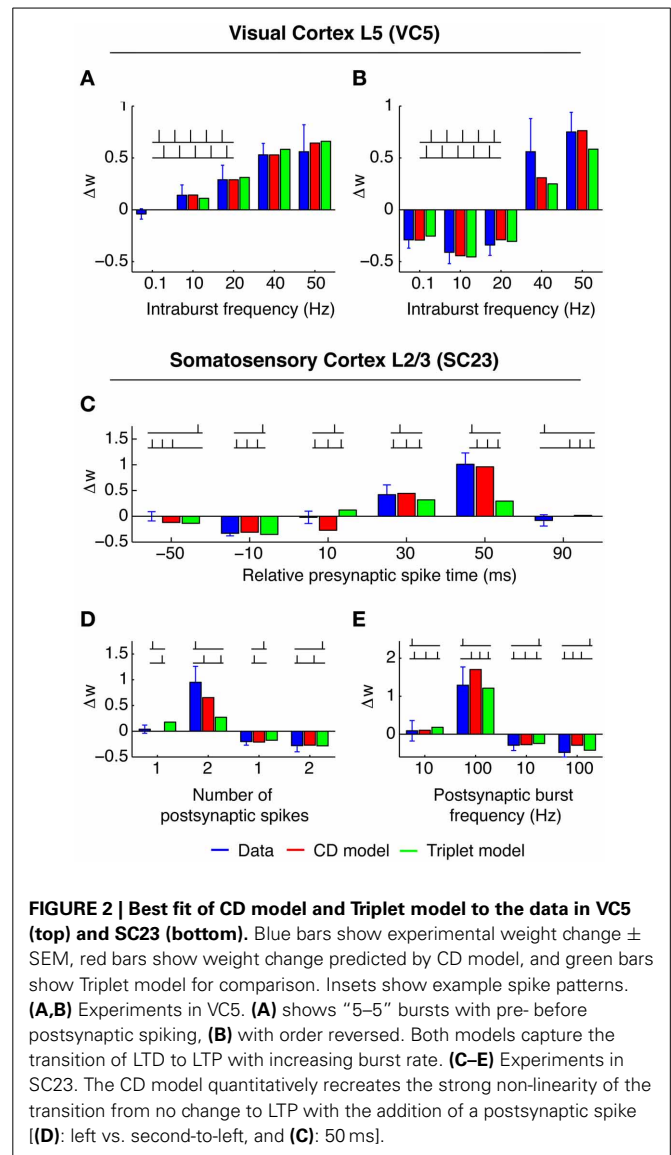 Visual Cortex L5 (VC5)
A
B
1
0.5
0
−0.5
Δw
0.1 10 20 40 50
Intraburst frequency (Hz)
1
0.5
0
−0.5
Δw
0.1 10 20 40 50
Intraburst frequency (Hz)
Somatosensory Cortex L2/3 (SC23)
C
1.5
1
0.5
0
−0.5
Δw
−50 −10 10 30 50 90
Relative presynaptic spike time (ms)
D
E
1.5
1
0.5
0
−0.5
Δw
1 2 1 2
Number of
postsynaptic spikes
2
1
0
Δw
10 100 10 100
Postsynaptic burst
frequency (Hz)
Data CD model Triplet model
FIGURE 2 | Best fit of CD model and Triplet model to the data in VC5
(top) and SC23 (bottom). Blue bars show experimental weight change ±
SEM, red bars show weight change predicted by CD model, and green bars
show Triplet model for comparison. Insets show example spike patterns.
(A,B) Experiments in VC5. (A) shows “5–5” bursts with pre- before
postsynaptic spiking, (B) with order reversed. Both models capture the
transition of LTD to LTP with increasing burst rate. (C–E) Experiments in
SC23. The CD model quantitatively recreates the strong non-linearity of the
transition from no change to LTP with the addition of a postsynaptic spike
[(D): left vs. second-to-left, and (C): 50 ms].